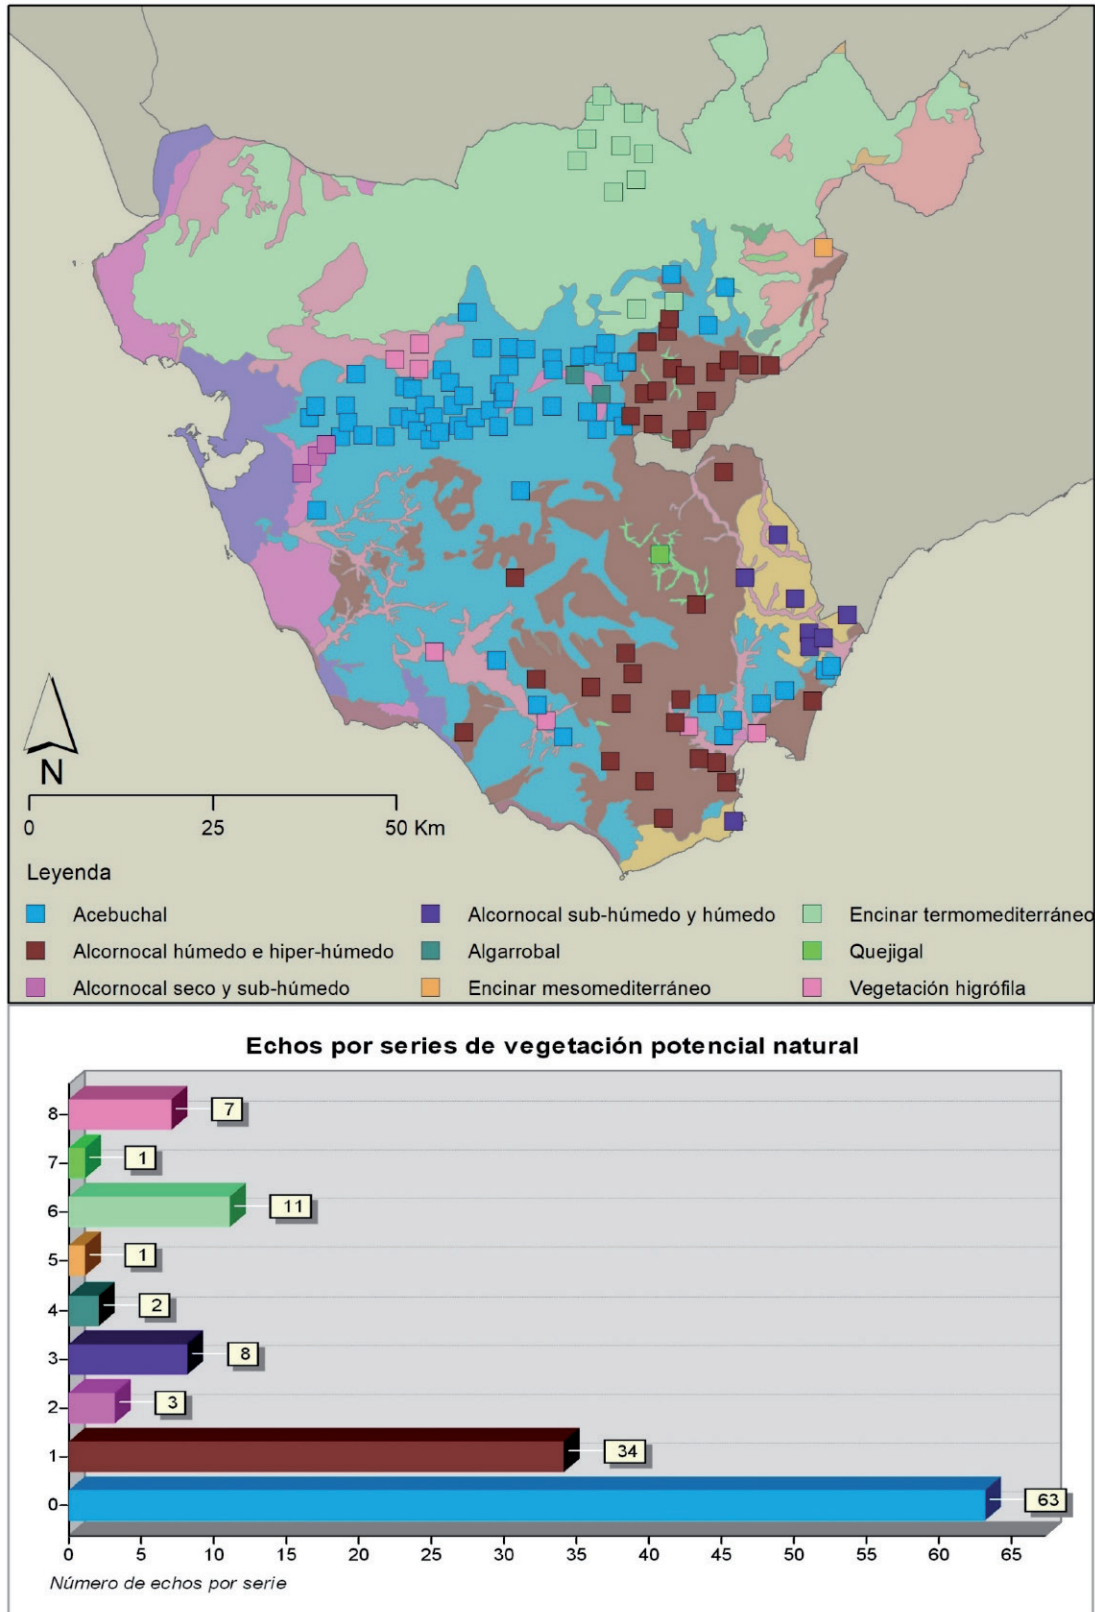 N
0 25 50 Km
Leyenda
Acebuchal
Alcornocal sub-húmedo y húmedo
Encinar termomediterráneo
Alcornocal húmedo e hiper-húmedo
Algarrobal
Quejigal
Alcornocal seco y sub-húmedo
Encinar mesomediterráneo
Vegetación higrófila
Echos por series de vegetación potencial natural
8 7
7 1
6 11
5 1
4 2
3 8
2 3
1 34
0 63
0 5 10 15 20 25 30 35 40 45 50 55 60 65
Número de echos por serie